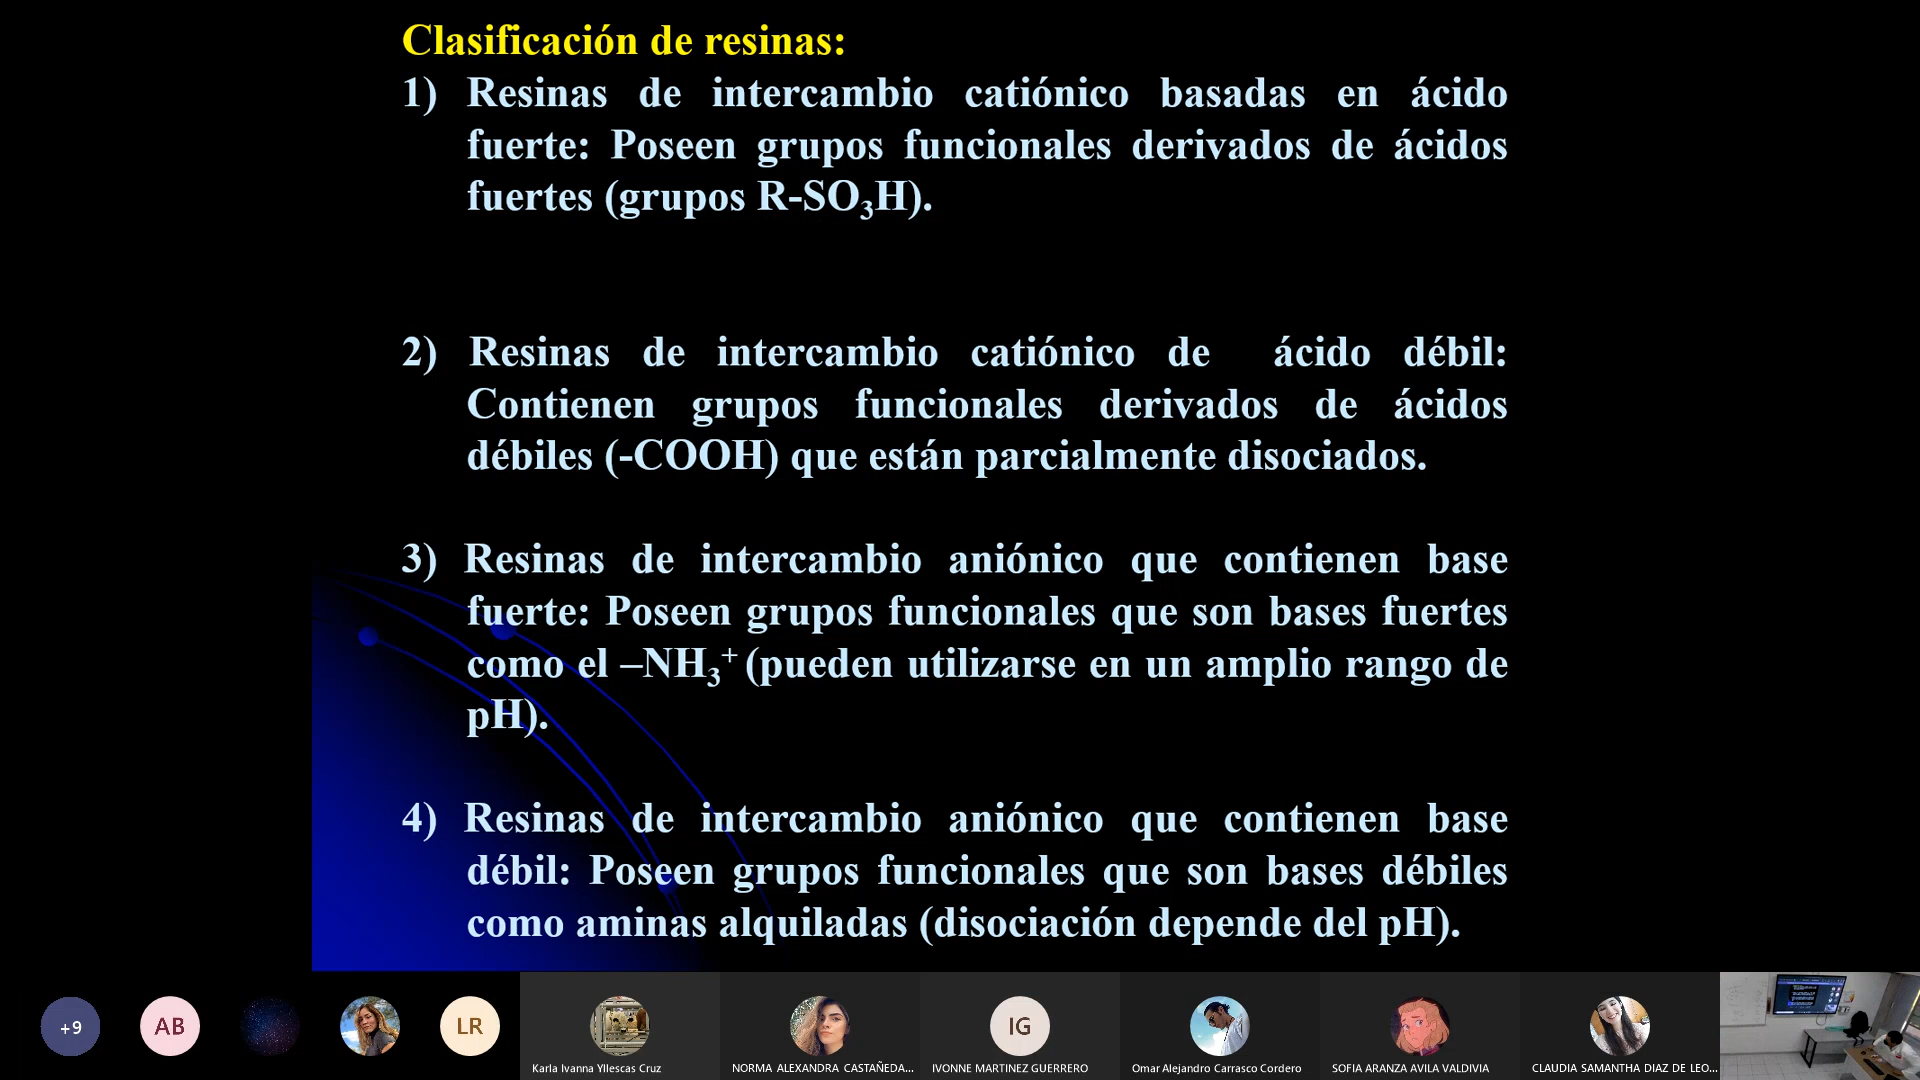 Clasificación de resinas:
1) Resinas de intercambio catiónico basadas en ácido
fuerte: Poseen grupos funcionales derivados de ácidos
fuertes (grupos R-SO₃H).
2) Resinas de intercambio catiónico de ácido débil:
Contienen grupos funcionales derivados de ácidos
débiles (-COOH) que están parcialmente disociados.
3) Resinas de intercambio aniónico que contienen base
fuerte: Poseen grupos funcionales que son bases fuertes
como el –NH₃⁺ (pueden utilizarse en un amplio rango de
pH).
4) Resinas de intercambio aniónico que contienen base
débil: Poseen grupos funcionales que son bases débiles
como aminas alquiladas (disociación depende del pH).
+9
AB
LR
IG
Karla Ivanna Yllescas Cruz
NORMA ALEXANDRA CASTAÑEDA...
IVONNE MARTINEZ GUERRERO
Omar Alejandro Carrasco Cordero
SOFIA ARANZA AVILA VALDIVIA
CLAUDIA SAMANTHA DIAZ DE LEO...